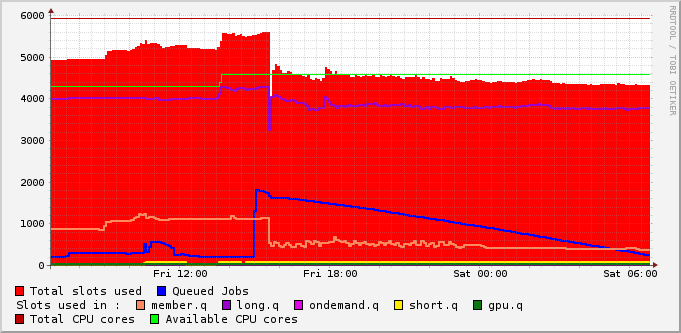 6000
5000
4000
3000
2000
1000
0
Fri 12:00 Fri 18:00 Sat 00:00 Sat 06:00
RRDTOOL / TOBI OETIKER
Total slots used Queued Jobs
Slots used in : member.q long.q ondemand.q short.q gpu.q
Total CPU cores Available CPU cores